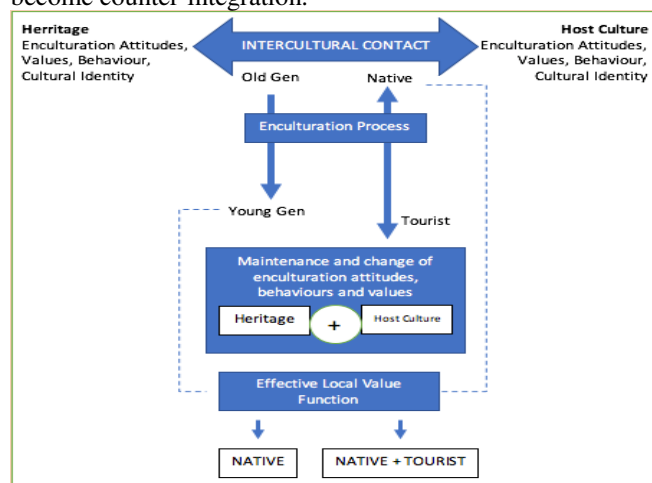 become counter-integration.
Herritage
Enculturation Attitudes,
Values, Behaviour,
Cultural Identity
INTERCULTURAL CONTACT
Host Culture
Enculturation Attitudes,
Values, Behaviour,
Cultural Identity
Old Gen
Native
Enculturation Process
Young Gen
Tourist
Maintenance and change of
enculturation attitudes,
behaviours and values
Heritage
+
Host Culture
Effective Local Value
Function
NATIVE
NATIVE + TOURIST